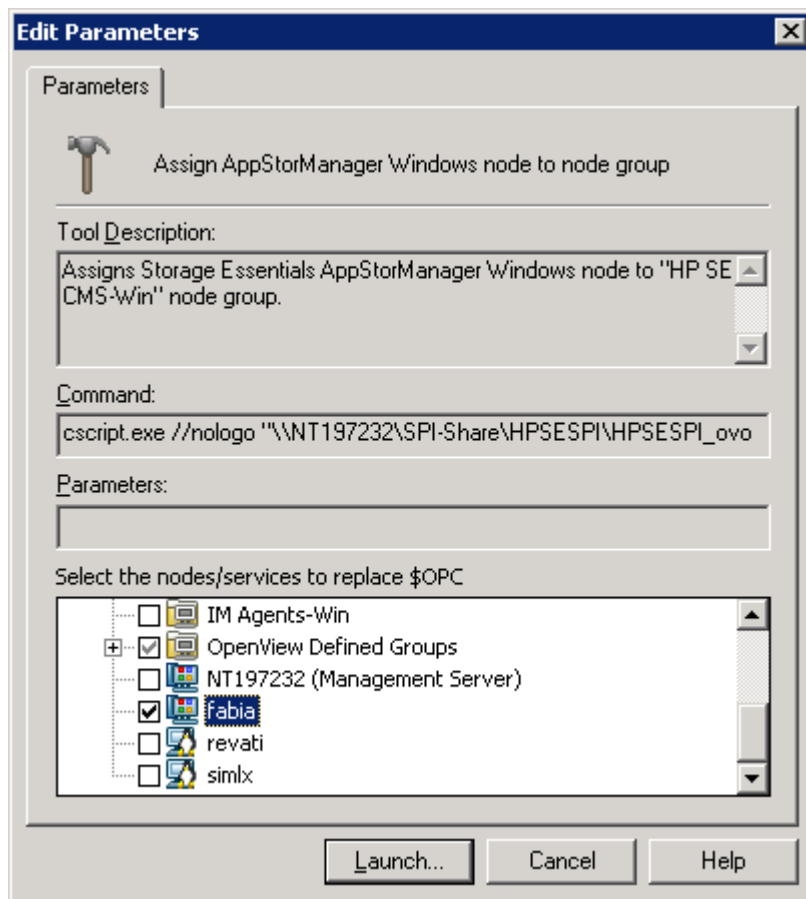 Edit Parameters
Parameters
Assign AppStorManager Windows node to node group
Tool Description:
Assigns Storage Essentials AppStorManager Windows node to "HP SE
CMS-Win" node group.
Command:
cscript.exe //nologo "\\NT197232\SPI-Share\HPSESPI\HPSESPI_ovo
Parameters:
Select the nodes/services to replace $OPC
IM Agents-Win
OpenView Defined Groups
NT197232 (Management Server)
fabia
revati
simlx
Launch... Cancel Help